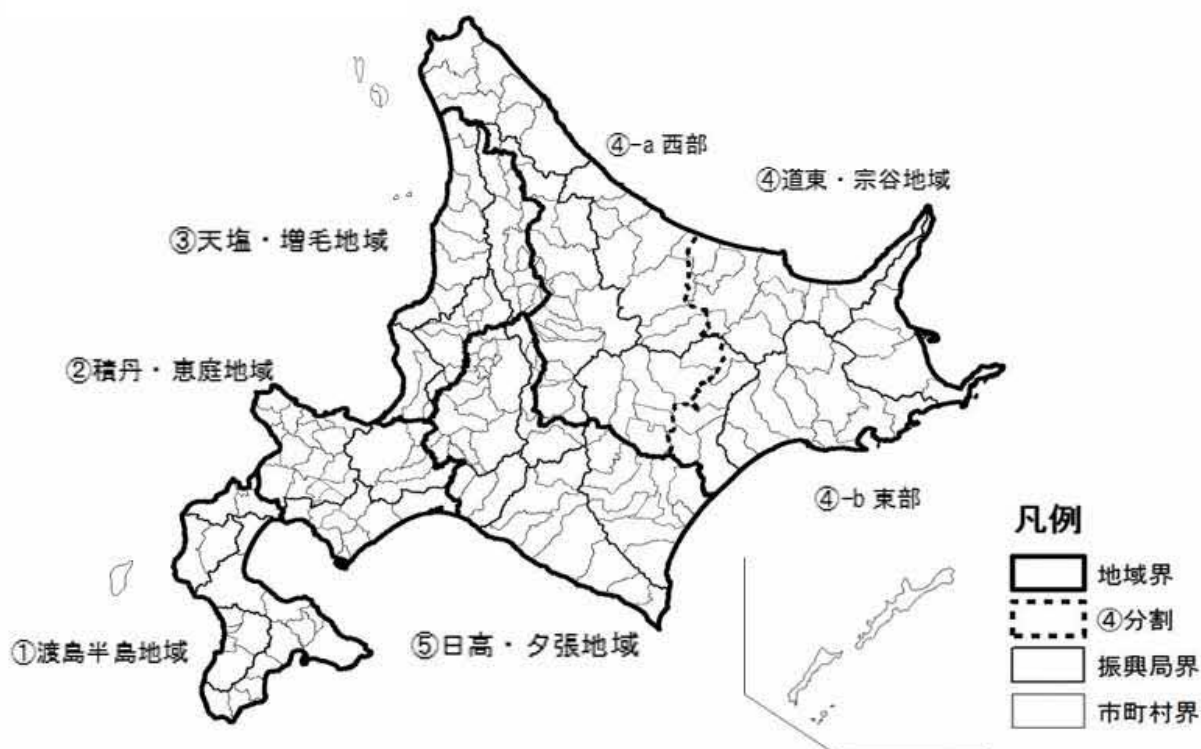 ④-a 西部
④道東・宗谷地域
③天塩・増毛地域
②積丹・恵庭地域
④-b 東部
①渡島半島地域
⑤日高・夕張地域
凡例
地域界
④分割
振興局界
市町村界